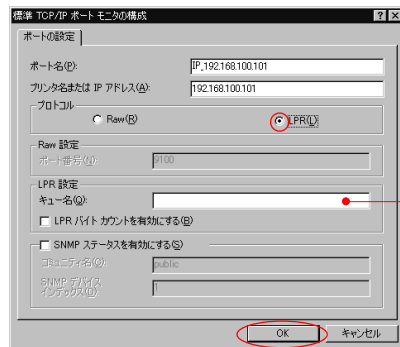 標準 TCP/IP ポート モニタの構成
ポートの設定
ポート名(P):
IP_192.168.100.101
プリンタ名または IP アドレス(A):
192.168.100.101
プロトコル
Raw(R)
LPR(L)
Raw 設定
ポート番号(N):
9100
LPR 設定
キュー名(Q):
LPR バイト カウントを有効にする(B)
SNMP ステータスを有効にする(S)
コミュニティ名(C):
public
SNMP デバイス
インデックス(D):
1
OK
キャンセル